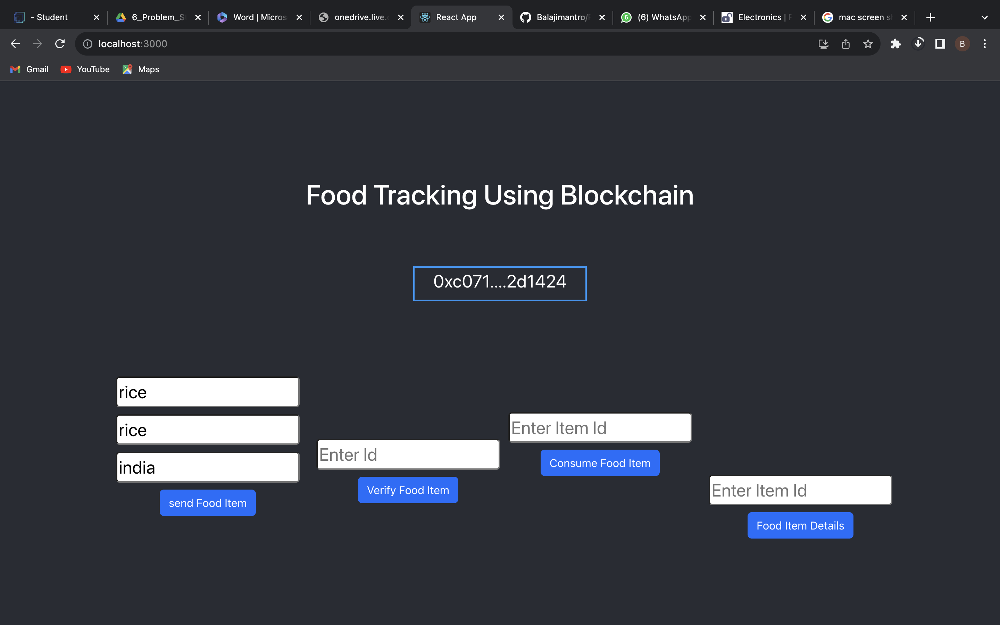 - Student
6_Problem_S
Word | Micros
onedrive.live.
React App
Balajimantro/
(6) WhatsApp
Electronics |
mac screen s
localhost:3000
B
Gmail
YouTube
Maps
Food Tracking Using Blockchain
0xc071....2d1424
rice
rice
india
send Food Item
Enter Id
Verify Food Item
Enter Item Id
Consume Food Item
Enter Item Id
Food Item Details